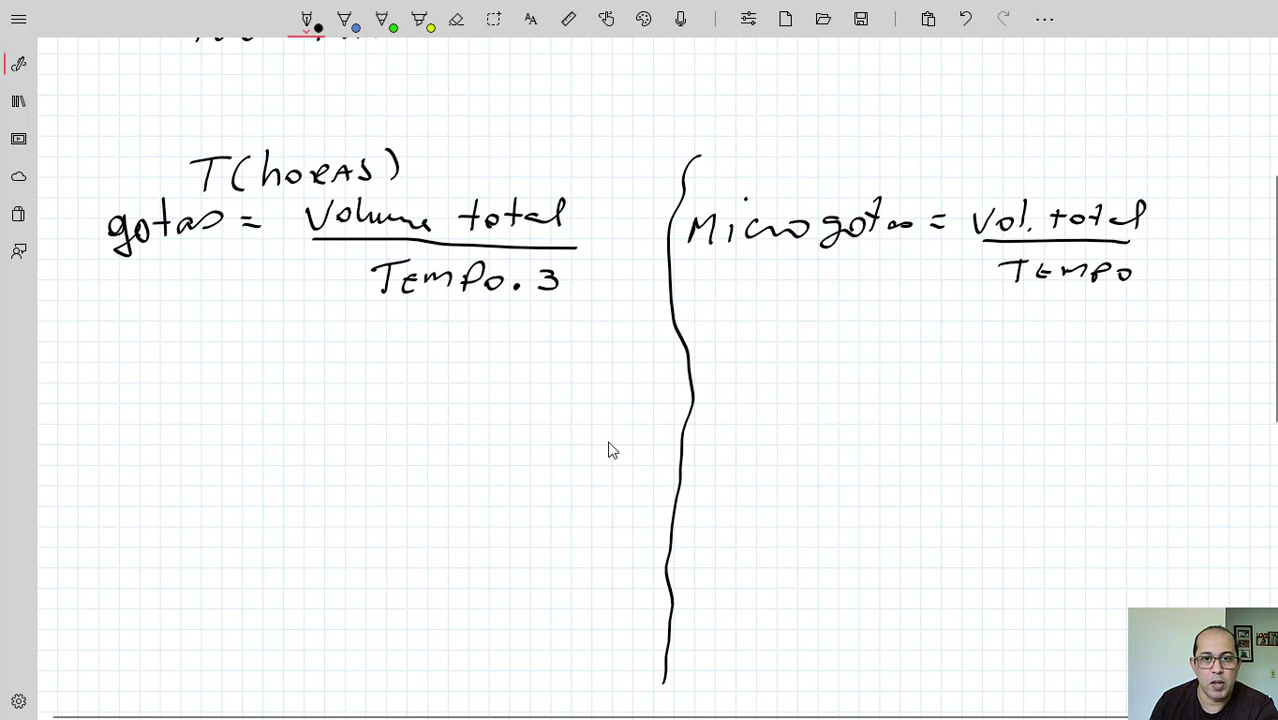 T(horas)
gotas = Volume total
Tempo . 3
Microgotas = Vol. total
Tempo